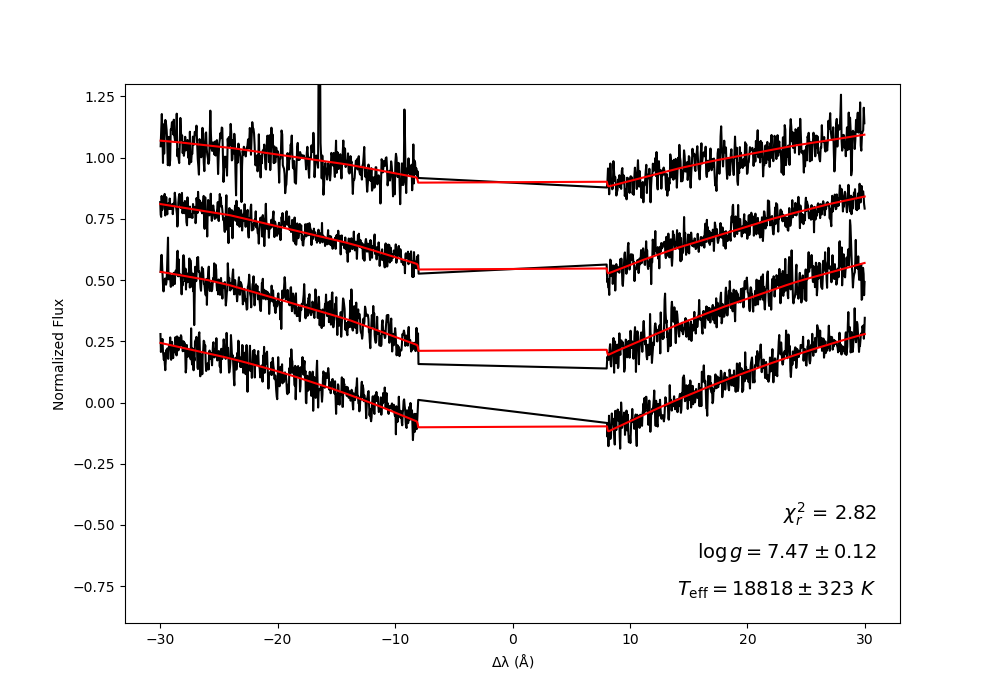 1.25
1.00
0.75
0.50
0.25
0.00
−0.25
−0.50
−0.75
Normalized Flux
χ²ᵣ = 2.82
log g = 7.47 ± 0.12
T_eff = 18818 ± 323 K
−30 −20 −10 0 10 20 30
Δλ (Å)